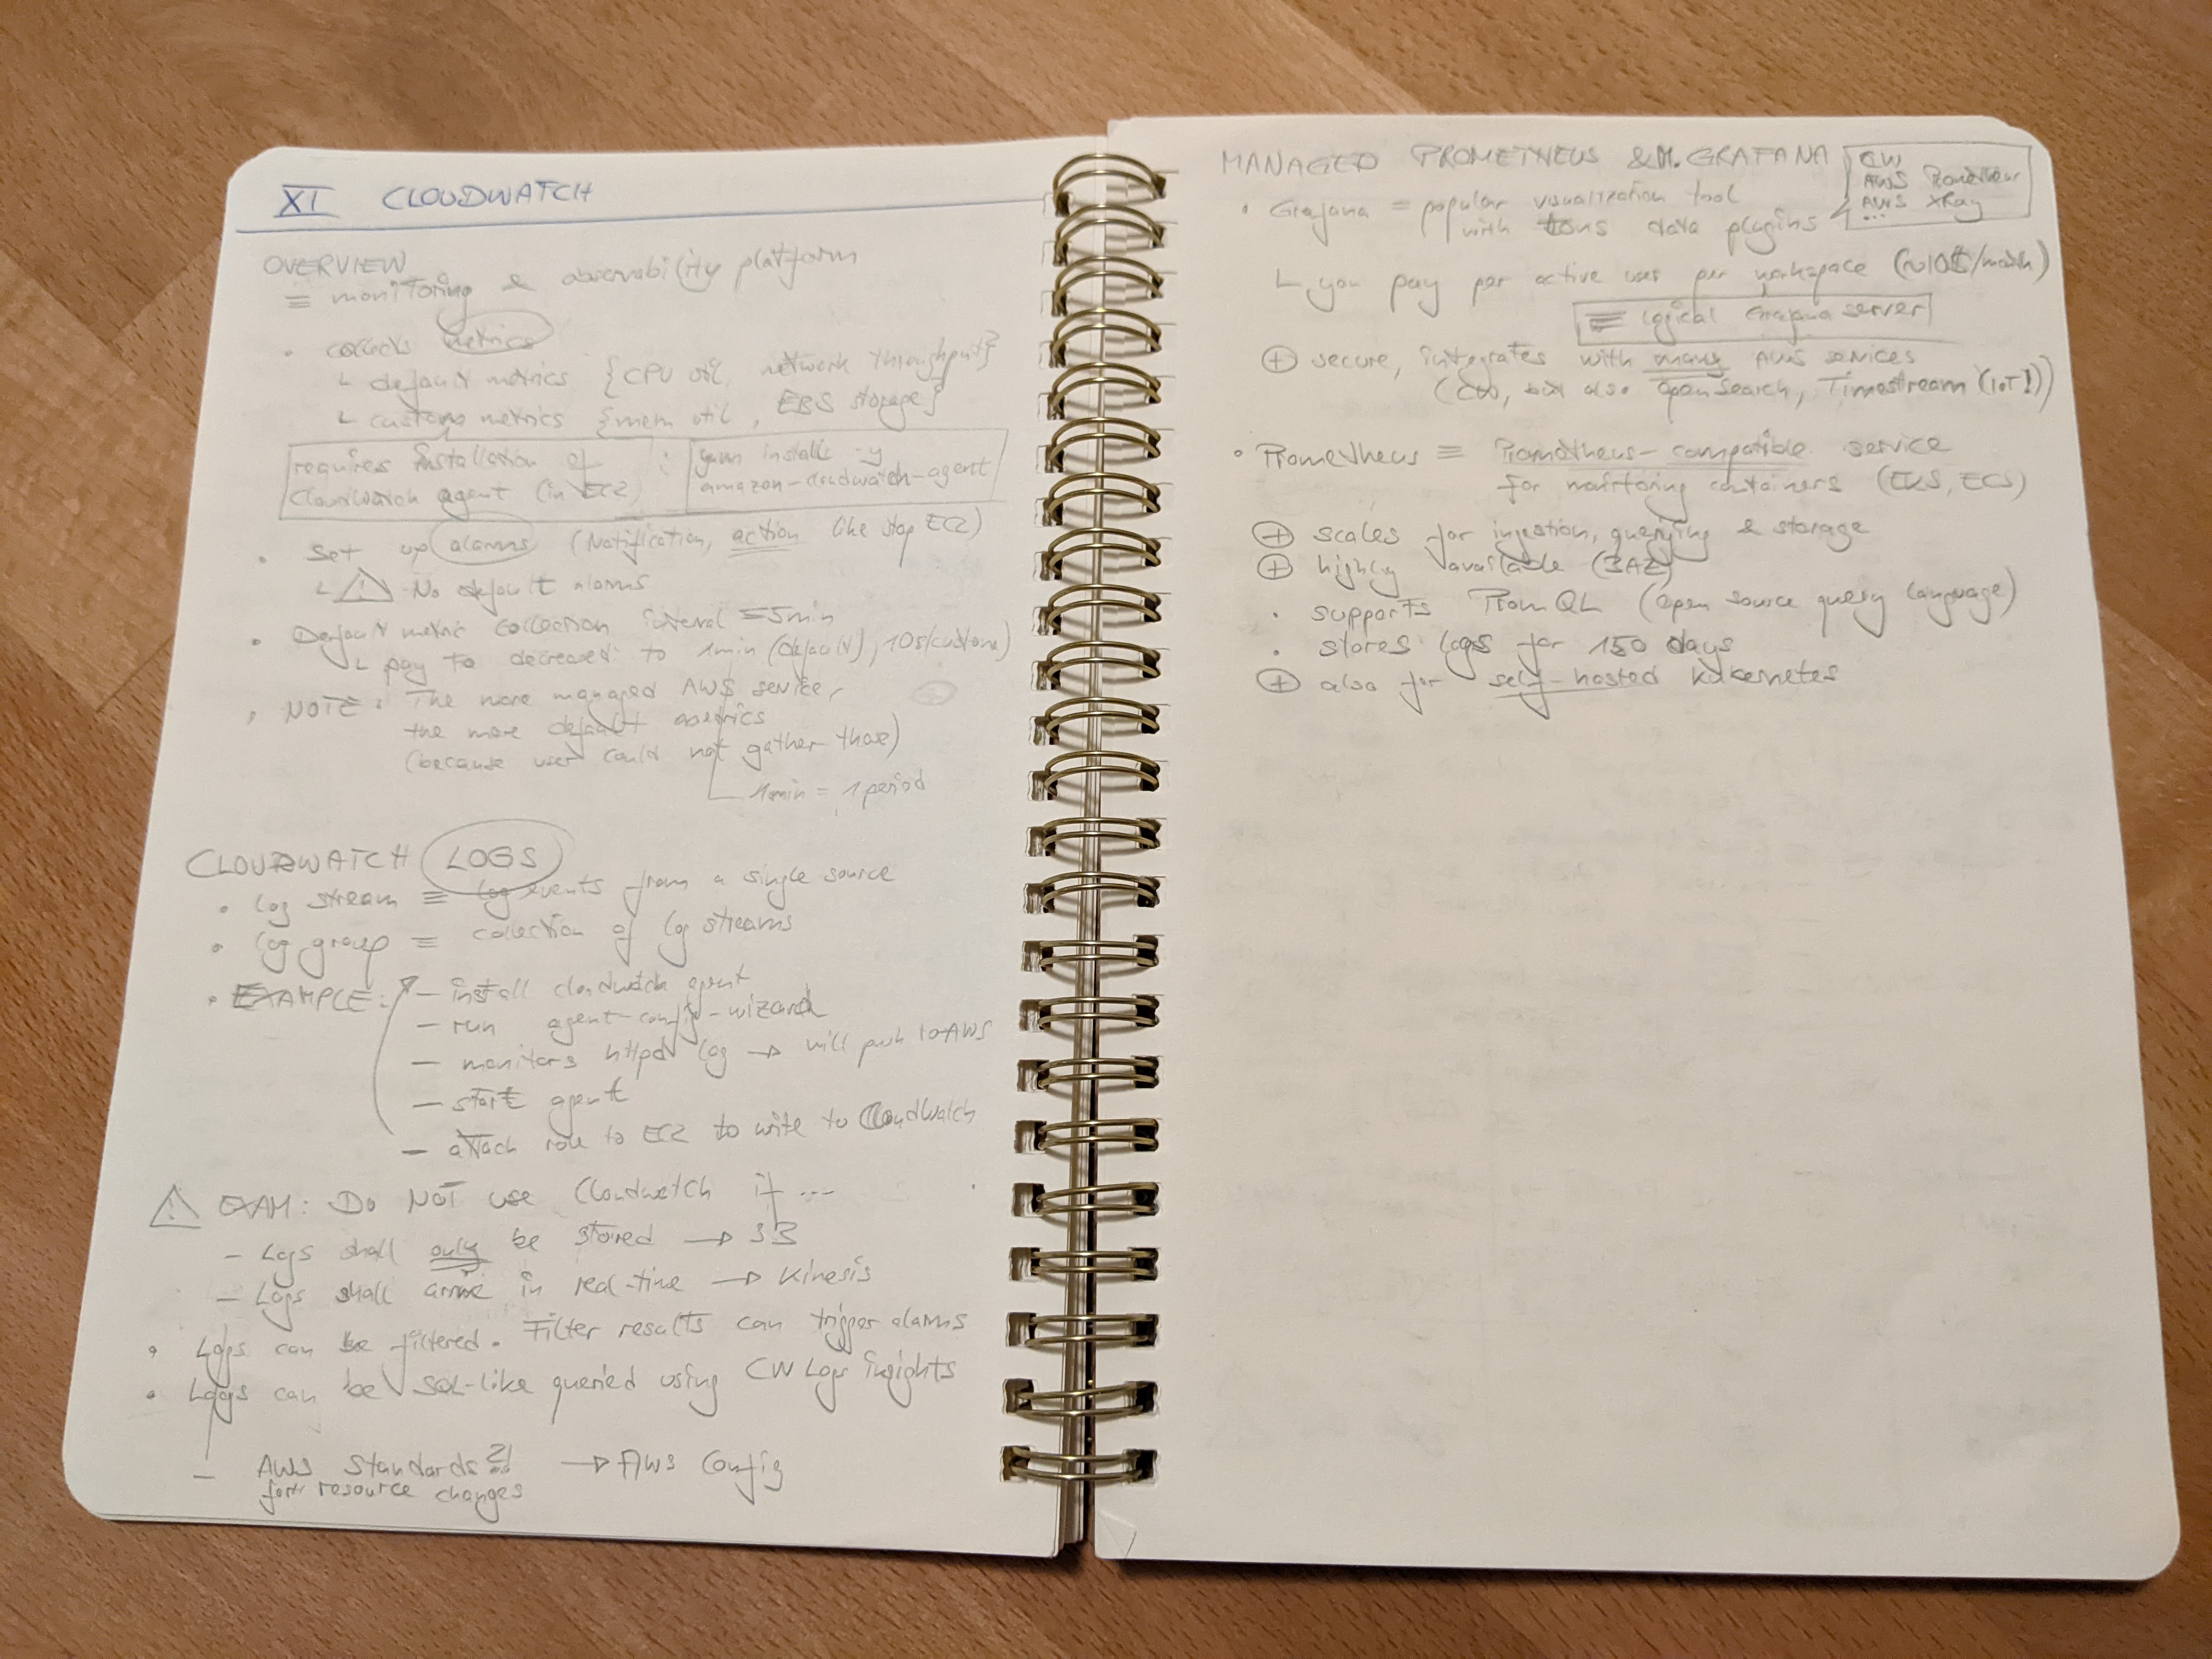 XI CLOUDWATCH
OVERVIEW
≡ monitoring & observability platform
• collects metrics
↳ default metrics {CPU util, network throughput}
↳ custom metrics {mem util, EBS storage}
requires installation of : yum install -y
CloudWatch agent (in EC2) amazon-cloudwatch-agent
• Set up alarms (Notification, action like stop EC2)
↳ ⚠ No default alarms
• Default metric collection interval = 5min
↳ pay to decrease: to 1min (default), 10s (custom)
• NOTE: The more managed AWS service,
the more default metrics
(because user could not gather those)
1min = 1 period
CLOUDWATCH LOGS
• log stream ≡ log events from a single source
• log group ≡ collection of log streams
• EXAMPLE: – install cloudwatch agent
– run agent-config-wizard
– monitors httpd log → will push to AWS
– start agent
– attach role to EC2 to write to CloudWatch
⚠ EXAM: Do NOT use Cloudwatch if ...
– Logs shall only be stored → S3
– Logs shall arrive in real-time → Kinesis
• Logs can be filtered. Filter results can trigger alarms
• Logs can be SQL-like queried using CW Logs insights
– AWS Standards?! → AWS Config
for resource changes
MANAGED PROMETHEUS & M. GRAFANA
CW
AWS Prometheus
AWS XRay
...
• Grafana = popular visualization tool
with tons data plugins
↳ you pay per active user per workspace (~10$/month)
≡ logical Grafana server
⊕ secure, integrates with many AWS services
(CW, but also OpenSearch, Timestream (IoT!))
• Prometheus ≡ Prometheus-compatible service
for monitoring containers (EKS, ECS)
⊕ scales for ingestion, querying & storage
⊕ highly available (3AZ)
• supports PromQL (open source query language)
• stores logs for 150 days
⊕ also for self-hosted Kubernetes